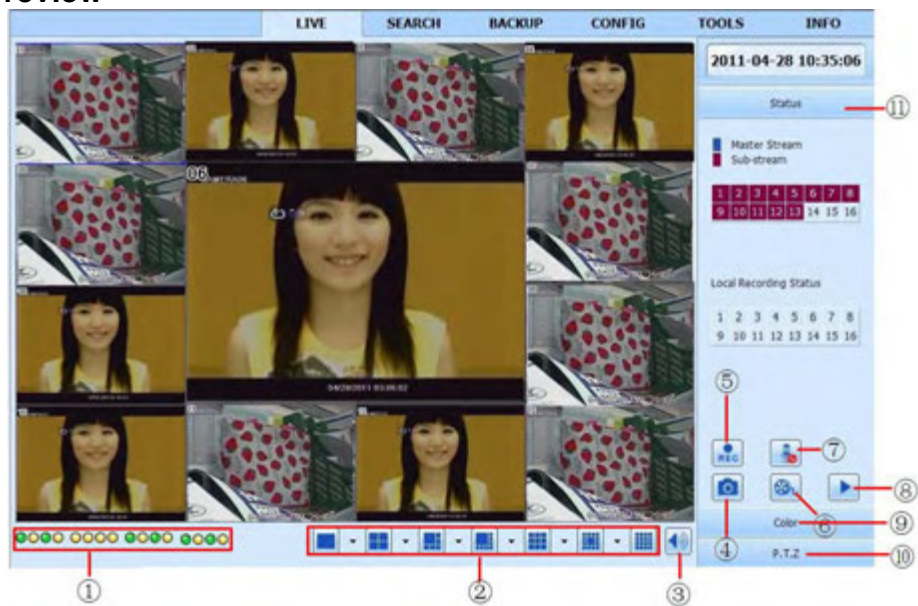 LIVE SEARCH BACKUP CONFIG TOOLS INFO
2011-04-28 10:35:06
Status
⑪
Master Stream
Sub-stream
1 2 3 4 5 6 7 8
9 10 11 12 13 14 15 16
06
Local Recording Status
1 2 3 4 5 6 7 8
9 10 11 12 13 14 15 16
04/28/2011 03:09:02
⑤
REC
⑦
⑧
Color
⑨
④
⑥
P.T.Z
⑩
①
②
③